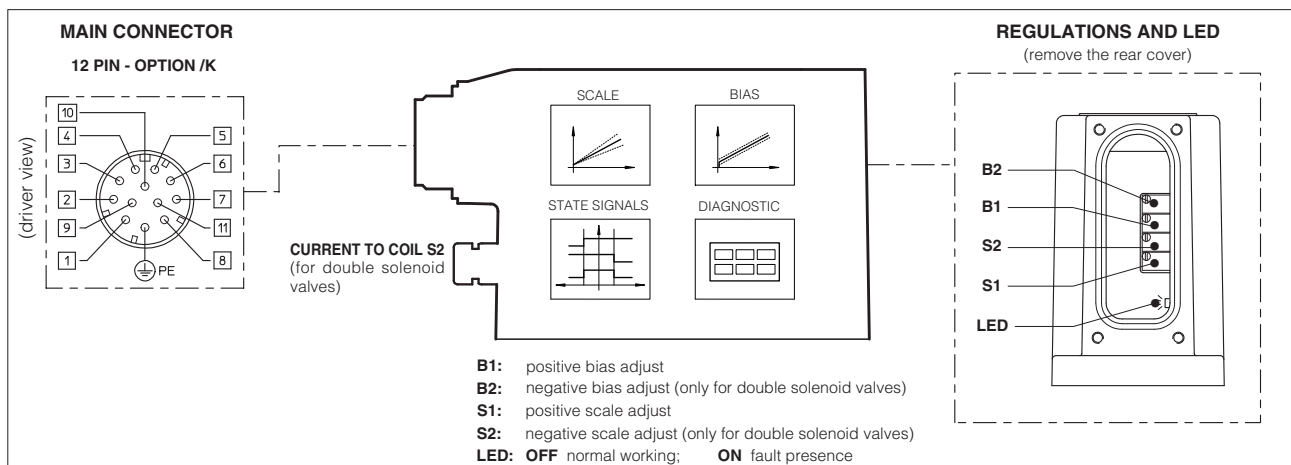 MAIN CONNECTOR
12 PIN - OPTION /K
(driver view)
10
4
5
3
6
2
7
9
11
1
8
PE
CURRENT TO COIL S2
(for double solenoid
valves)
SCALE
BIAS
STATE SIGNALS
DIAGNOSTIC
B1: positive bias adjust
B2: negative bias adjust (only for double solenoid valves)
S1: positive scale adjust
S2: negative scale adjust (only for double solenoid valves)
LED: OFF normal working; ON fault presence
REGULATIONS AND LED
(remove the rear cover)
B2
B1
S2
S1
LED